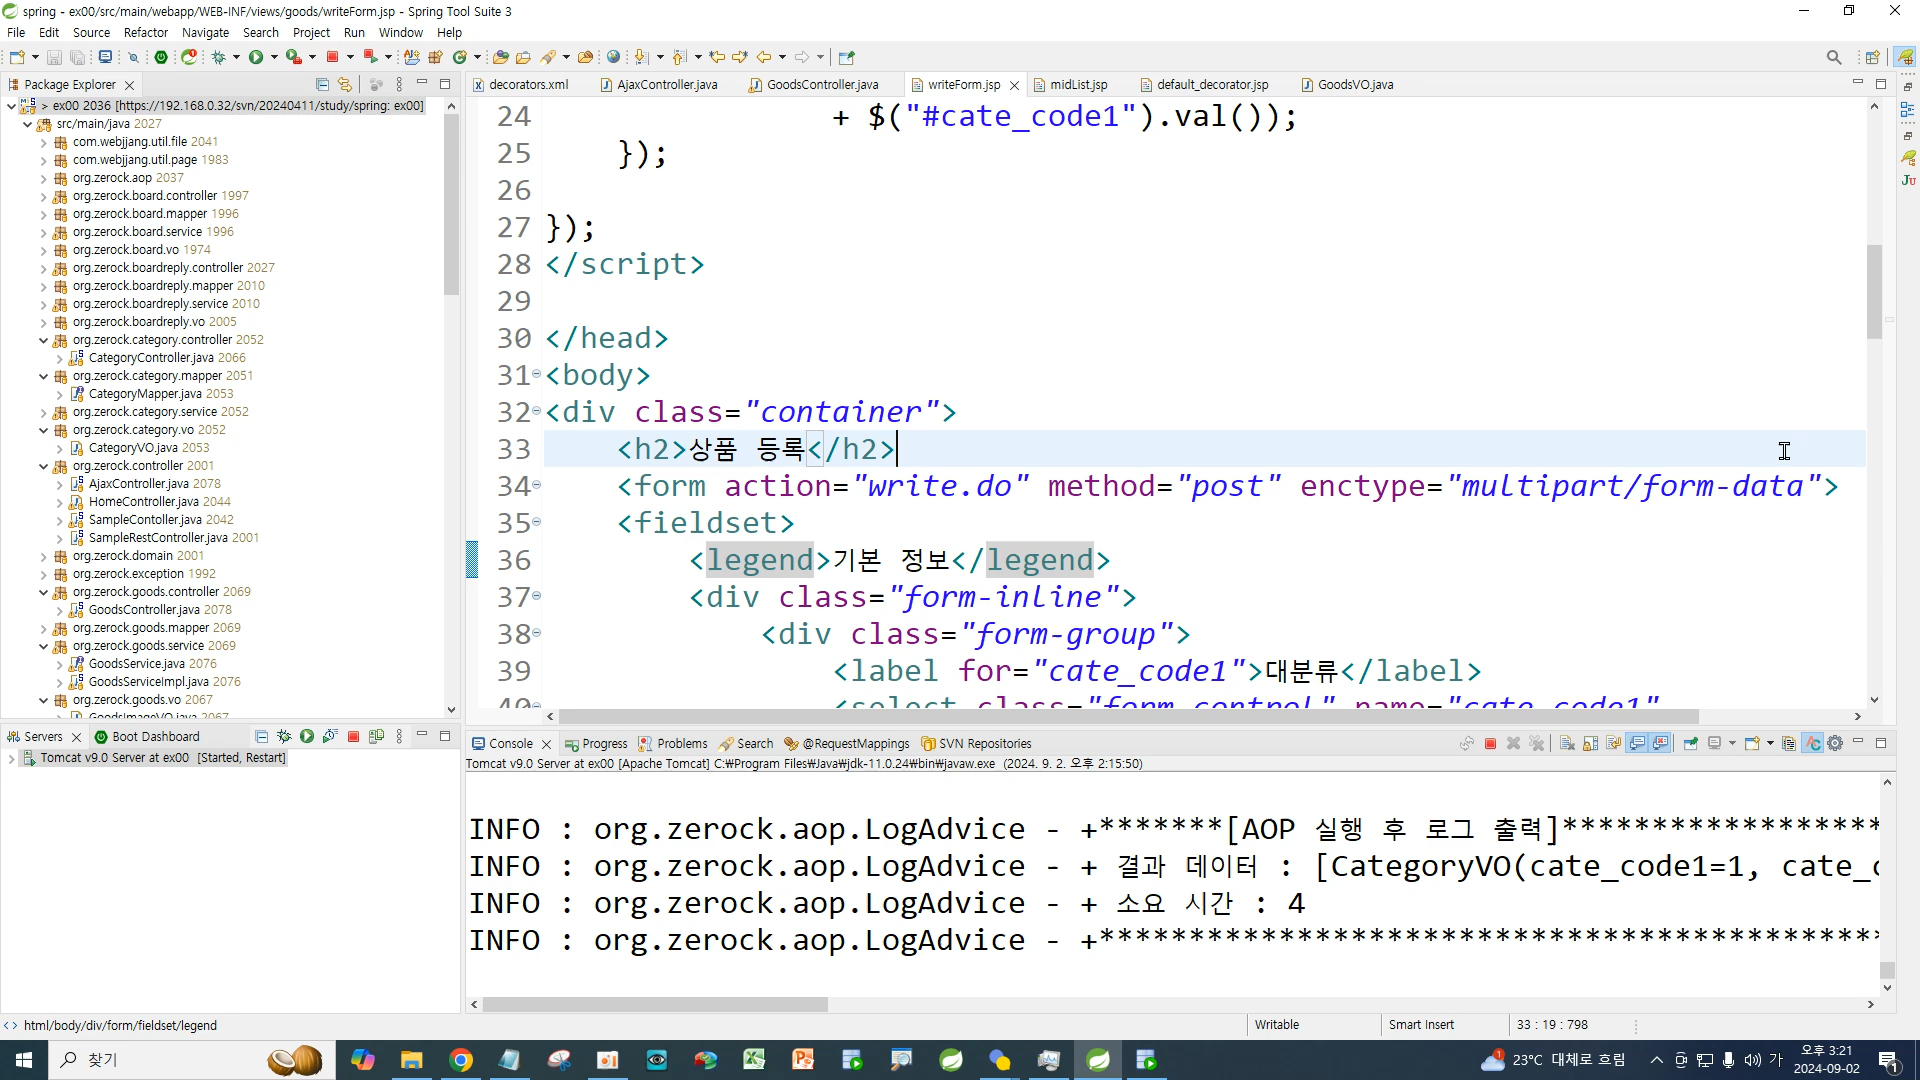 spring - ex00/src/main/webapp/WEB-INF/views/goods/writeForm.jsp - Spring Tool Suite 3
File Edit Source Refactor Navigate Search Project Run Window Help
Package Explorer
> ex00 2036 [https://192.168.0.32/svn/20240411/study/spring: ex00]
src/main/java 2027
com.webjjang.util.file 2041
com.webjjang.util.page 1983
org.zerock.aop 2037
org.zerock.board.controller 1997
org.zerock.board.mapper 1996
org.zerock.board.service 1996
org.zerock.board.vo 1974
org.zerock.boardreply.controller 2027
org.zerock.boardreply.mapper 2010
org.zerock.boardreply.service 2010
org.zerock.boardreply.vo 2005
org.zerock.category.controller 2052
CategoryController.java 2066
org.zerock.category.mapper 2051
CategoryMapper.java 2053
org.zerock.category.service 2052
org.zerock.category.vo 2052
CategoryVO.java 2053
org.zerock.controller 2001
AjaxController.java 2078
HomeController.java 2044
SampleContoller.java 2042
SampleRestController.java 2001
org.zerock.domain 2001
org.zerock.exception 1992
org.zerock.goods.controller 2069
GoodsController.java 2078
org.zerock.goods.mapper 2069
org.zerock.goods.service 2069
GoodsService.java 2076
GoodsServiceImpl.java 2076
org.zerock.goods.vo 2067
GoodsImageVO.java 2067
decorators.xml AjaxController.java GoodsController.java writeForm.jsp midList.jsp default_decorator.jsp GoodsVO.java
24 + $("#cate_code1").val());
25 });
26
27 });
28 </script>
29
30 </head>
31 <body>
32 <div class="container">
33 <h2>상품 등록</h2>
34 <form action="write.do" method="post" enctype="multipart/form-data">
35 <fieldset>
36 <legend>기본 정보</legend>
37 <div class="form-inline">
38 <div class="form-group">
39 <label for="cate_code1">대분류</label>
40 <select class="form-control" name="cate_code1"
Servers Boot Dashboard
Tomcat v9.0 Server at ex00 [Started, Restart]
Console Progress Problems Search @RequestMappings SVN Repositories
Tomcat v9.0 Server at ex00 [Apache Tomcat] C:₩Program Files₩Java₩jdk-11.0.24₩bin₩javaw.exe (2024. 9. 2. 오후 2:15:50)
INFO : org.zerock.aop.LogAdvice - +*******[AOP 실행 후 로그 출력]******************
INFO : org.zerock.aop.LogAdvice - + 결과 데이터 : [CategoryVO(cate_code1=1, cate_c
INFO : org.zerock.aop.LogAdvice - + 소요 시간 : 4
INFO : org.zerock.aop.LogAdvice - +********************************************
html/body/div/form/fieldset/legend
Writable
Smart Insert
33 : 19 : 798
찾기
23°C 대체로 흐림
가
오후 3:21
2024-09-02
1